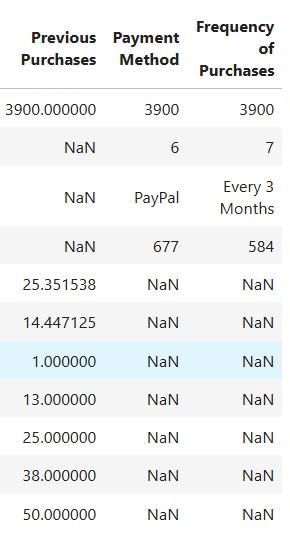 Previous Purchases Payment Method Frequency of Purchases
3900.000000 3900 3900
NaN 6 7
NaN PayPal Every 3 Months
NaN 677 584
25.351538 NaN NaN
14.447125 NaN NaN
1.000000 NaN NaN
13.000000 NaN NaN
25.000000 NaN NaN
38.000000 NaN NaN
50.000000 NaN NaN